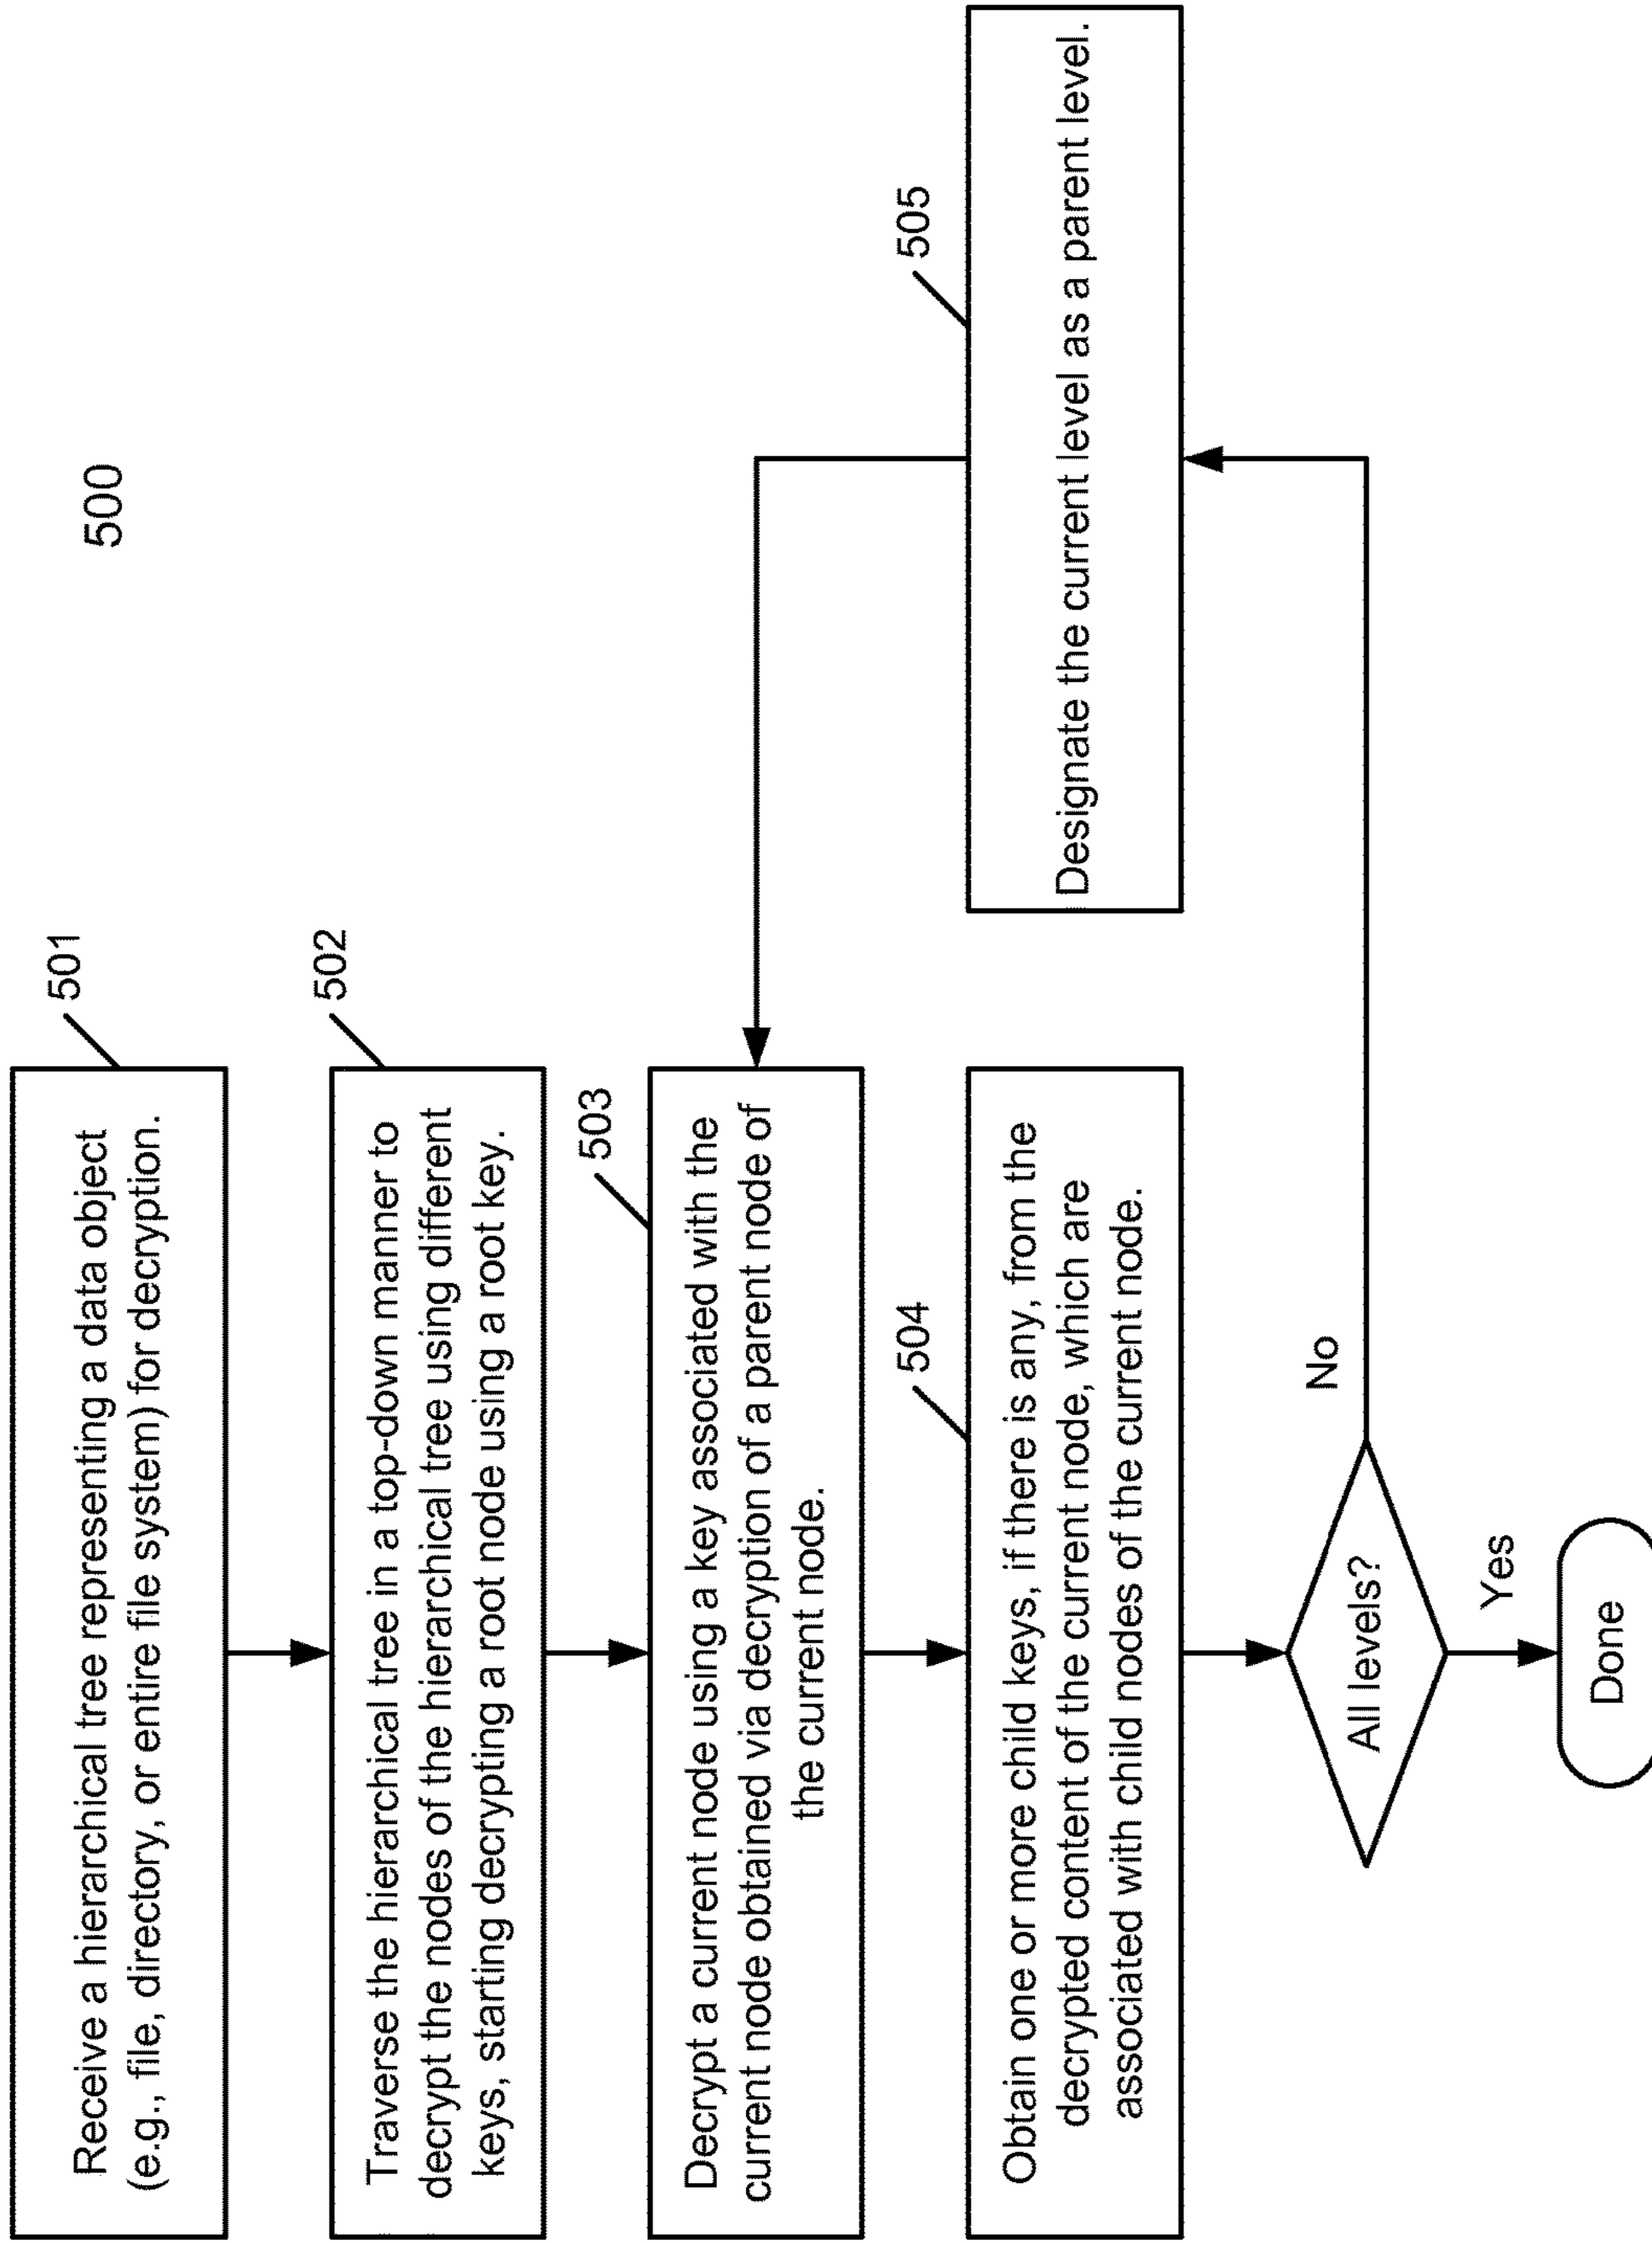 500
501
Receive a hierarchical tree representing a data object
(e.g., file, directory, or entire file system) for decryption.
502
Traverse the hierarchical tree in a top-down manner to
decrypt the nodes of the hierarchical tree using different
keys, starting decrypting a root node using a root key.
503
Decrypt a current node using a key associated with the
current node obtained via decryption of a parent node of
the current node.
504
Obtain one or more child keys, if there is any, from the
decrypted content of the current node, which are
associated with child nodes of the current node.
505
Designate the current level as a parent level.
All levels?
No
Yes
Done